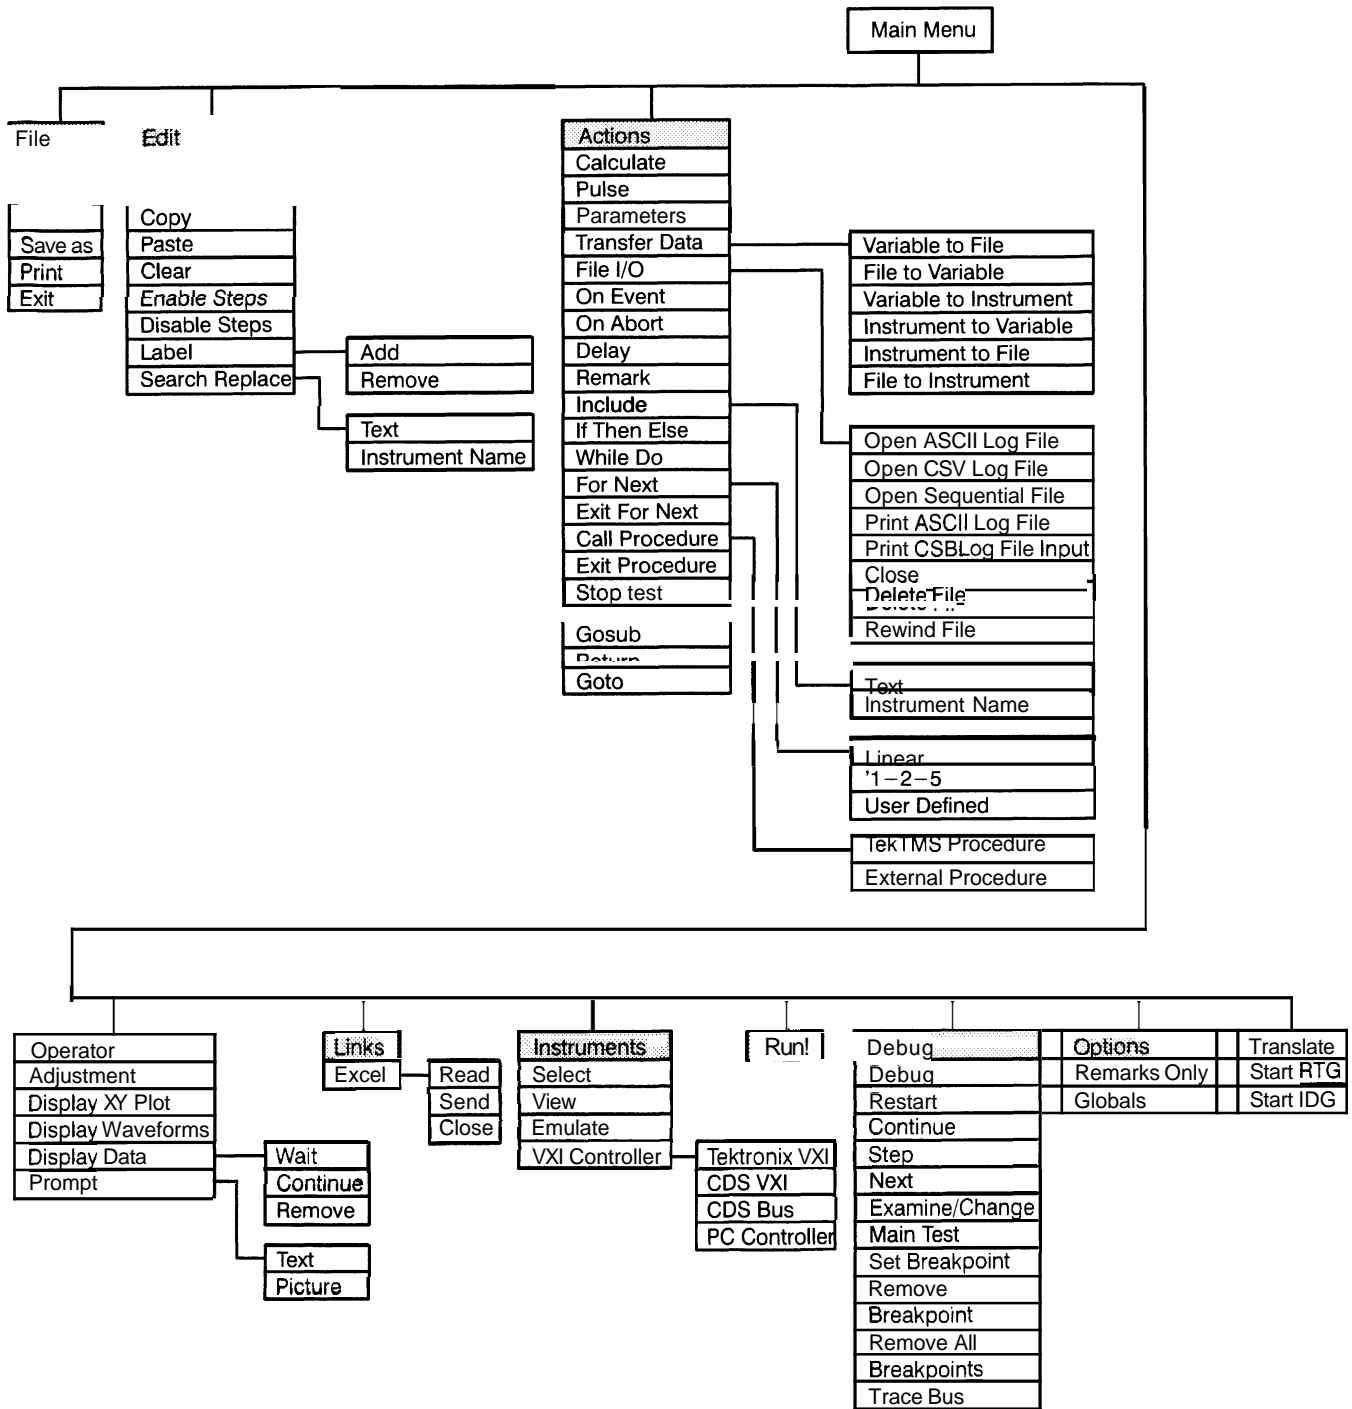 Main Menu
File
Save as
Print
Exit
Edit
Copy
Paste
Clear
Enable Steps
Disable Steps
Label
Search Replace
Add
Remove
Text
Instrument Name
Actions
Calculate
Pulse
Parameters
Transfer Data
File I/O
On Event
On Abort
Delay
Remark
Include
If Then Else
While Do
For Next
Exit For Next
Call Procedure
Exit Procedure
Stop test
Gosub
Return
Goto
Variable to File
File to Variable
Variable to Instrument
Instrument to Variable
Instrument to File
File to Instrument
Open ASCII Log File
Open CSV Log File
Open Sequential File
Print ASCII Log File
Print CSBLog File Input
Close
Delete File
Rewind File
Text
Instrument Name
Linear
'1-2-5
User Defined
TekTMS Procedure
External Procedure
Operator
Adjustment
Display XY Plot
Display Waveforms
Display Data
Prompt
Wait
Continue
Remove
Text
Picture
Links
Excel
Read
Send
Close
Instruments
Select
View
Emulate
VXI Controller
Tektronix VXI
CDS VXI
CDS Bus
PC Controller
Run!
Debug
Debug
Restart
Continue
Step
Next
Examine/Change
Main Test
Set Breakpoint
Remove
Breakpoint
Remove All
Breakpoints
Trace Bus
Options
Remarks Only
Globals
Translate
Start RTG
Start IDG